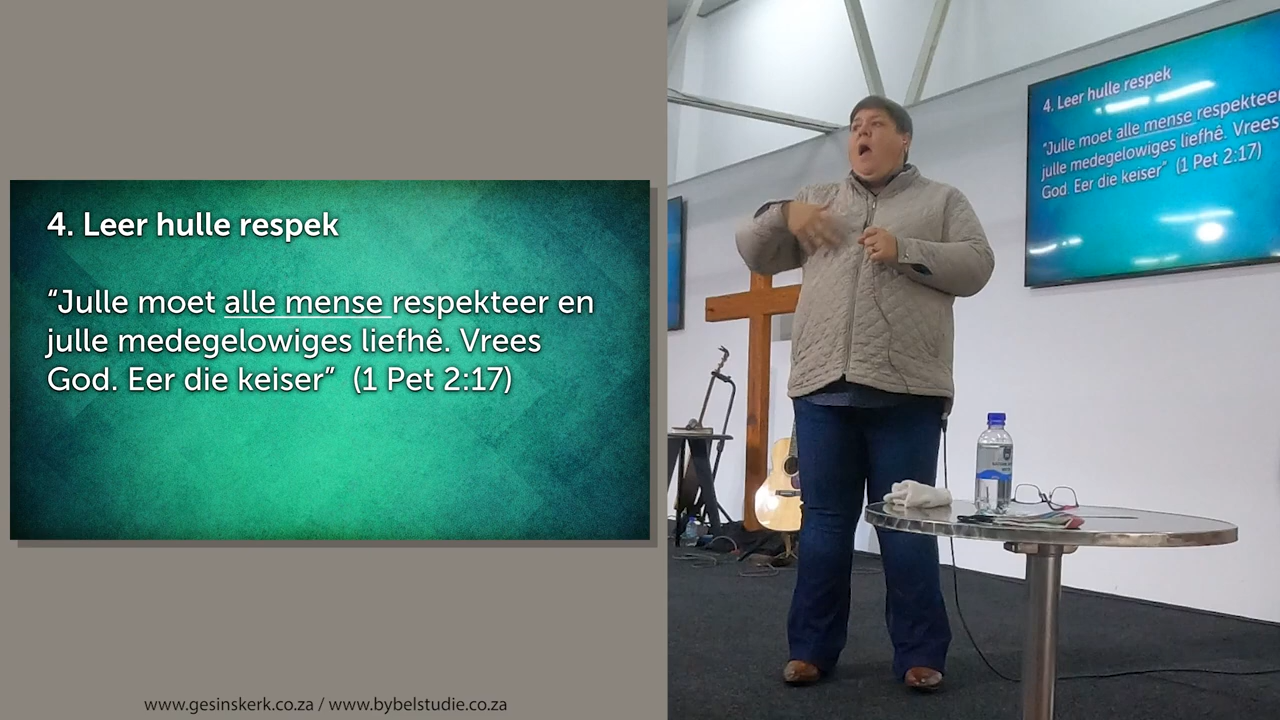 4. Leer hulle respek
“Julle moet alle mense respekteer en
julle medegelowiges liefhê. Vrees
God. Eer die keiser” (1 Pet 2:17)
www.gesinskerk.co.za / www.bybelstudie.co.za
4. Leer hulle respek
“Julle moet alle mense respekteer
julle medegelowiges liefhê. Vrees
God. Eer die keiser” (1 Pet 2:17)